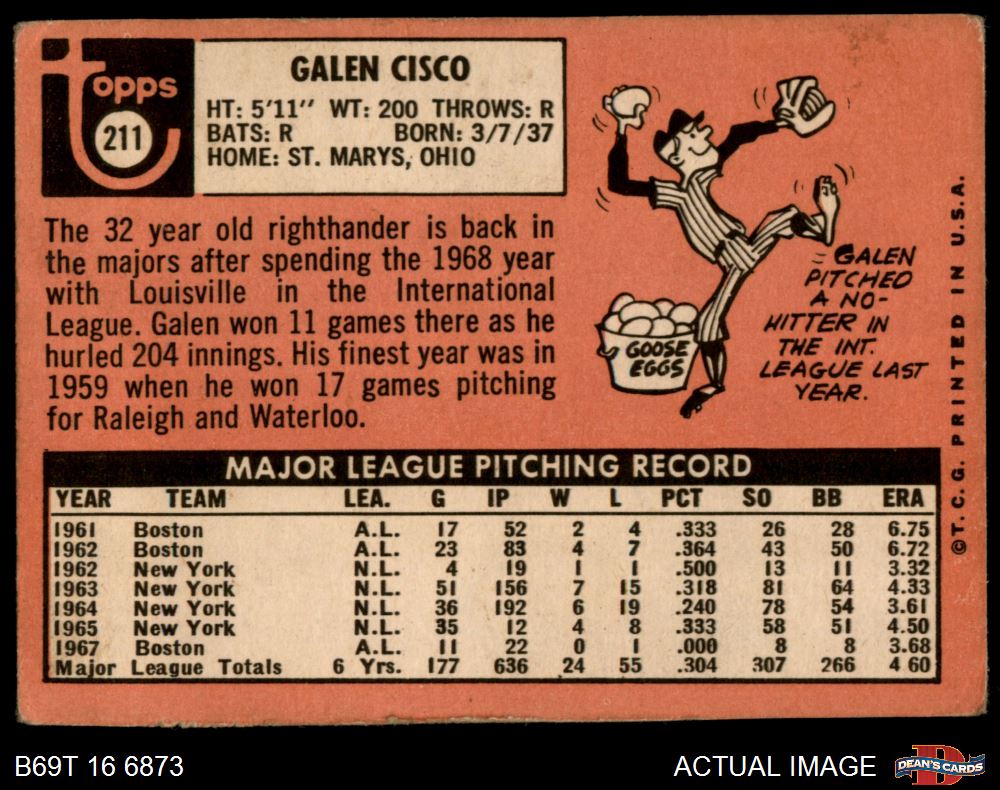 topps
211
GALEN CISCO
HT: 5'11" WT: 200 THROWS: R
BATS: R BORN: 3/7/37
HOME: ST. MARYS, OHIO
The 32 year old righthander is back in
the majors after spending the 1968 year
with Louisville in the International
League. Galen won 11 games there as he
hurled 204 innings. His finest year was in
1959 when he won 17 games pitching
for Raleigh and Waterloo.
GOOSE
EGGS
GALEN
PITCHED
A NO-
HITTER IN
THE INT.
LEAGUE LAST
YEAR.
MAJOR LEAGUE PITCHING RECORD
YEAR TEAM LEA. G IP W L PCT SO BB ERA
1961 Boston A.L. 17 52 2 4 .333 26 28 6.75
1962 Boston A.L. 23 83 4 7 .364 43 50 6.72
1962 New York N.L. 4 19 1 1 .500 13 11 3.32
1963 New York N.L. 51 156 7 15 .318 81 64 4.33
1964 New York N.L. 36 192 6 19 .240 78 54 3.61
1965 New York N.L. 35 12 4 8 .333 58 51 4.50
1967 Boston A.L. 11 22 0 1 .000 8 8 3.68
Major League Totals 6 Yrs. 177 636 24 55 .304 307 266 4 60
©T.C.G. PRINTED IN U.S.A.
B69T 16 6873
ACTUAL IMAGE
DEAN'S CARDS